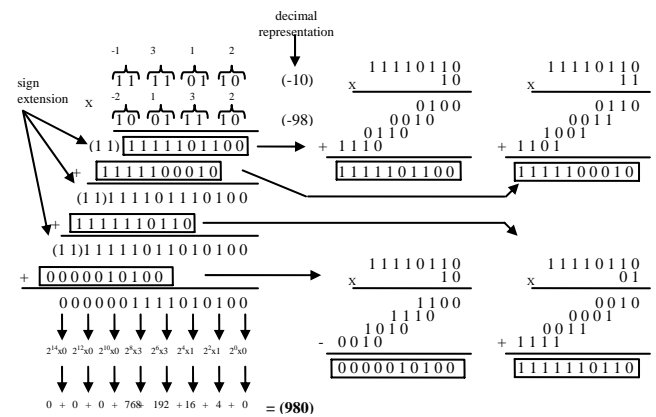 decimal
representation
-1 3 1 2
11 11 01 10 (-10)
sign
extension
x
-2 1 3 2
10 01 11 10 (-98)
(11) 1111101100
+ 1111100010
(11)111110111 0100
+ 1111110110
(11)11111101 1010100
+ 0000010100
0000001111010100
2^14x0 2^12x0 2^10x0 2^8x3 2^6x3 2^4x1 2^2x1 2^0x0
0 + 0 + 0 + 768+ 192 +16 + 4 + 0 = (980)
11110110
x 10
0100
0010
0110
+ 1110
1111101100
11110110
x 11
0110
0011
1001
+ 1101
1111100010
11110110
x 10
1100
1110
1010
- 0010
0000010100
11110110
x 01
0010
0001
0011
+ 1111
1111110110